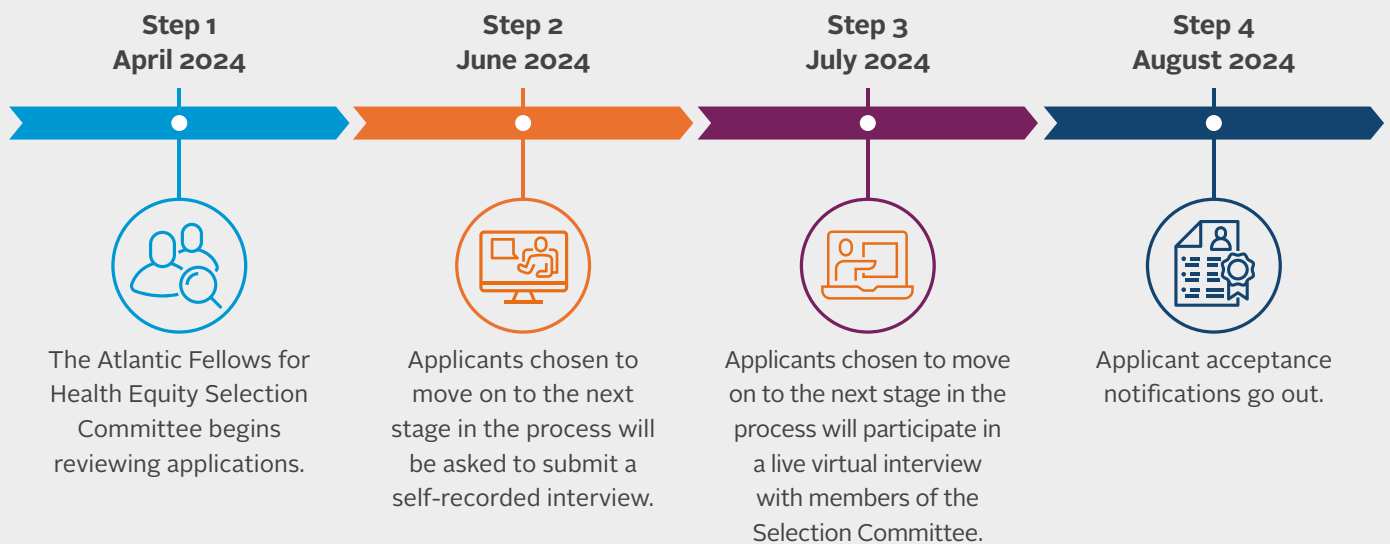 Step 1
April 2024
Step 2
June 2024
Step 3
July 2024
Step 4
August 2024
The Atlantic Fellows for
Health Equity Selection
Committee begins
reviewing applications.
Applicants chosen to
move on to the next
stage in the process will
be asked to submit a
self-recorded interview.
Applicants chosen to move
on to the next stage in the
process will participate in
a live virtual interview
with members of the
Selection Committee.
Applicant acceptance
notifications go out.